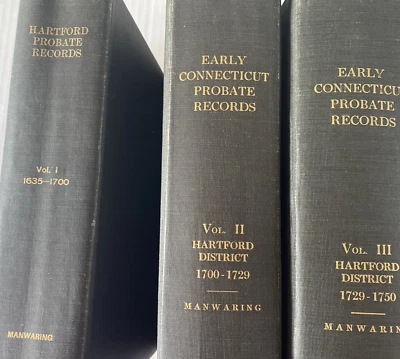 HARTFORD
PROBATE
RECORDS
Vol. I
1635-1700
MANWARING
EARLY
CONNECTICUT
PROBATE
RECORDS
VOL. II
HARTFORD
DISTRICT
1700-1729
MANWARING
EARLY
CONNECTICU
PROBATE
RECORDS
VOL. III
HARTFORD
DISTRICT
1729-1750
MANWARING